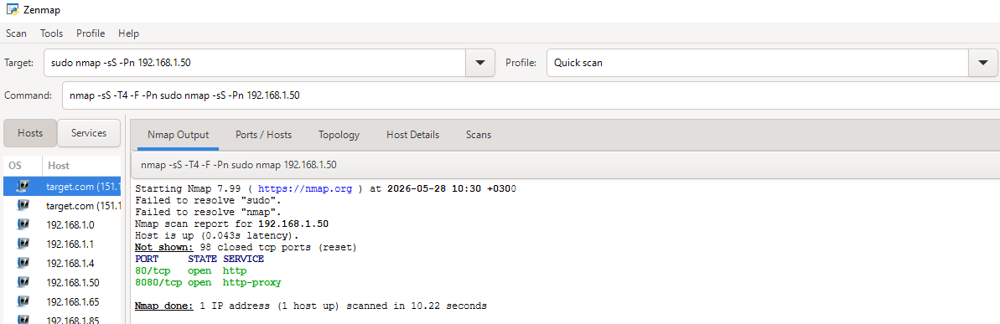 Zenmap
Scan Tools Profile Help
Target: sudo nmap -sS -Pn 192.168.1.50 Profile: Quick scan
Command: nmap -sS -T4 -F -Pn sudo nmap -sS -Pn 192.168.1.50
Hosts Services Nmap Output Ports / Hosts Topology Host Details Scans
OS Host
nmap -sS -T4 -F -Pn sudo nmap 192.168.1.50
target.com (151.1
target.com (151.1
192.168.1.0
192.168.1.1
192.168.1.4
192.168.1.50
192.168.1.65
192.168.1.85
Starting Nmap 7.99 ( https://nmap.org ) at 2026-05-28 10:30 +0300
Failed to resolve "sudo".
Failed to resolve "nmap".
Nmap scan report for 192.168.1.50
Host is up (0.043s latency).
Not shown: 98 closed tcp ports (reset)
PORT STATE SERVICE
80/tcp open http
8080/tcp open http-proxy
Nmap done: 1 IP address (1 host up) scanned in 10.22 seconds